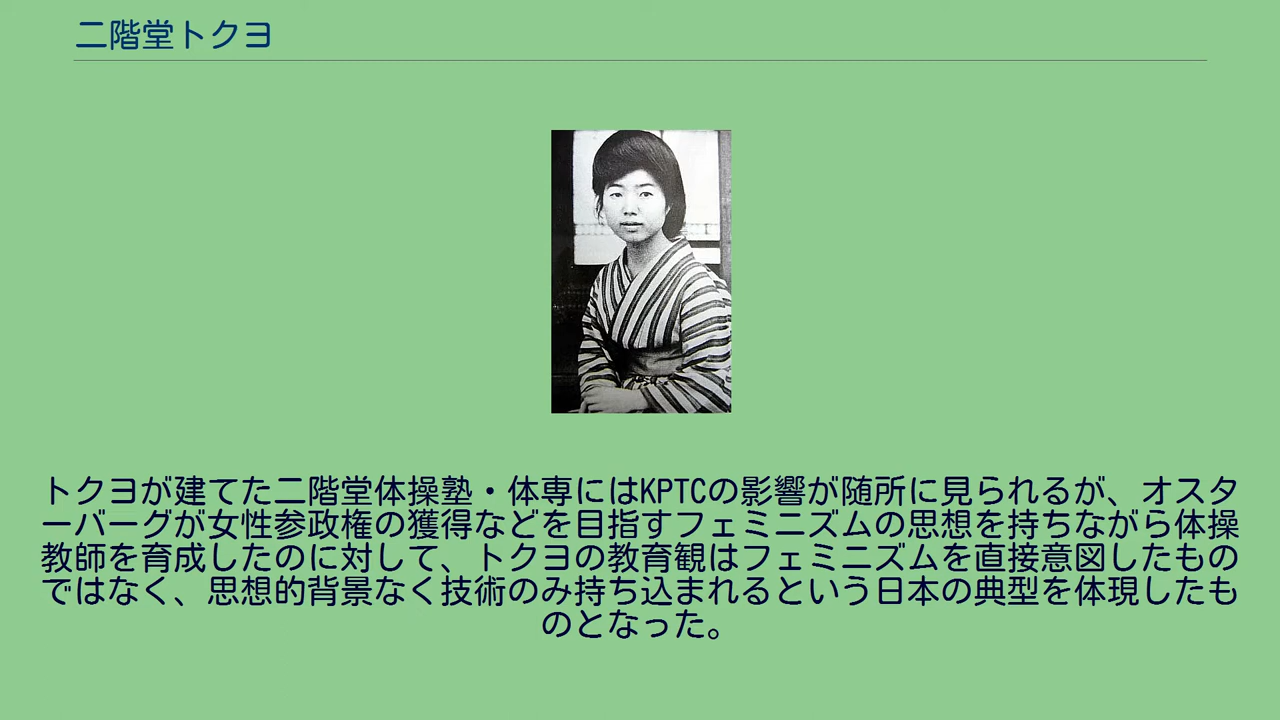 二階堂トクヨ
トクヨが建てた二階堂体操塾・体専にはKPTCの影響が随所に見られるが、オスタ
ーバーグが女性参政権の獲得などを目指すフェミニズムの思想を持ちながら体操
教師を育成したのに対して、トクヨの教育観はフェミニズムを直接意図したもの
ではなく、思想的背景なく技術のみ持ち込まれるという日本の典型を体現したも
のとなった。